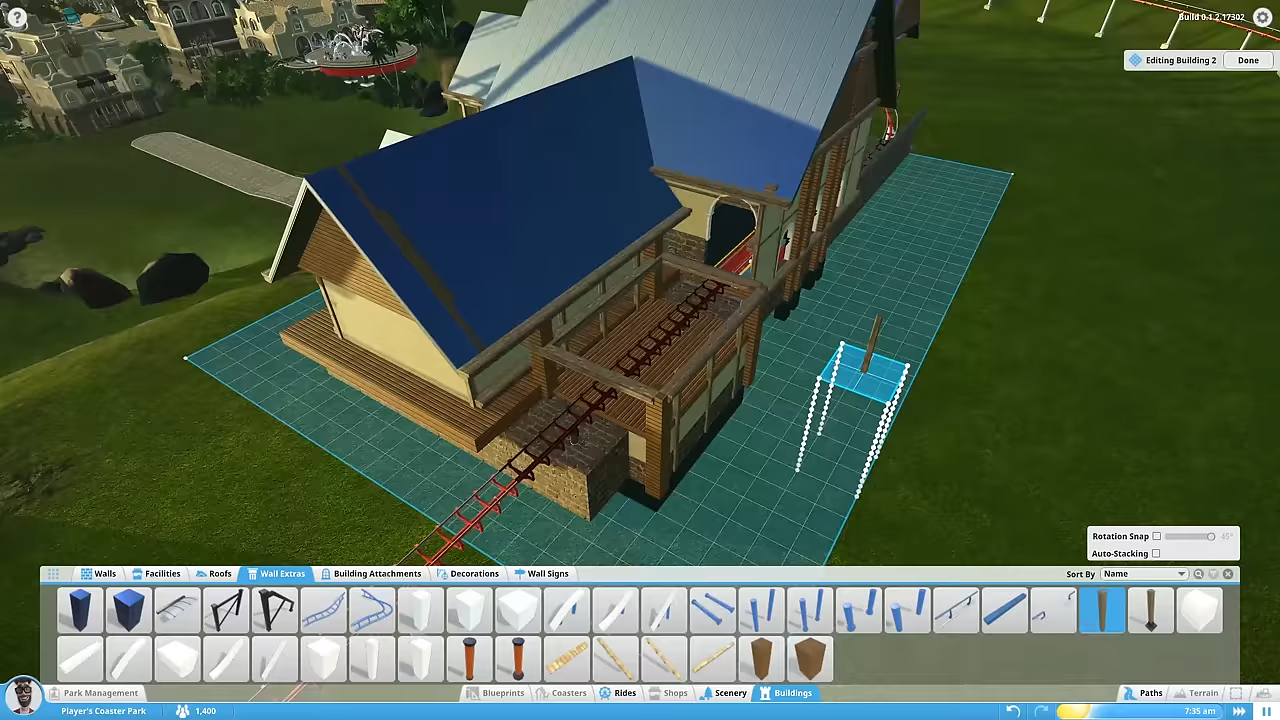 ?
Build 0.1.2.17302
Editing Building 2 Done
Rotation Snap 45°
Auto-Stacking
Walls Facilities Roofs Wall Extras Building Attachments Decorations Wall Signs Sort By Name
Park Management Blueprints Coasters Rides Shops Scenery Buildings Paths Terrain
Player's Coaster Park 1,400 7:35 am